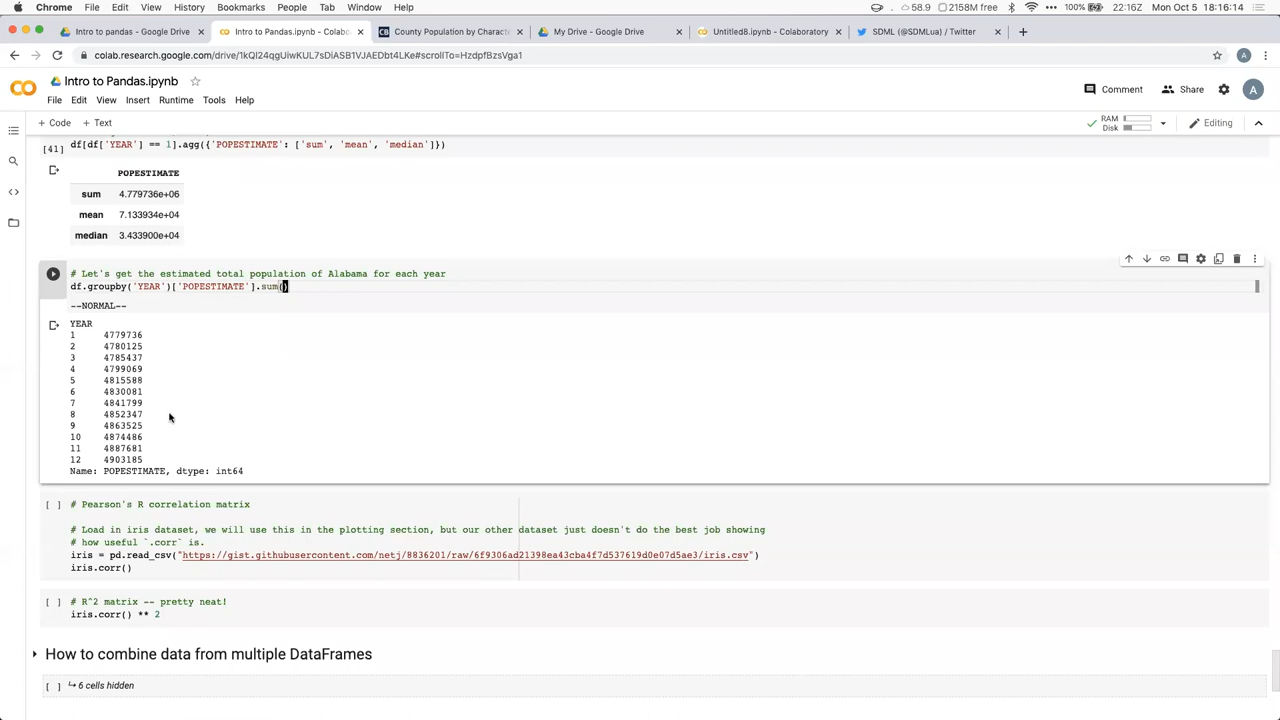 Chrome File Edit View History Bookmarks People Tab Window Help 58.9 2158M free 100% 22:16Z Mon Oct 5 18:16:14
Intro to pandas - Google Drive Intro to Pandas.ipynb - Colabo County Population by Characte My Drive - Google Drive Untitled8.ipynb - Colaboratory SDML (@SDMLua) / Twitter
colab.research.google.com/drive/1kQI24qgUiwKUL7sDiASB1VJAEDbt4LKe#scrollTo=HzdpfBzsVga1
Intro to Pandas.ipynb
File Edit View Insert Runtime Tools Help
Comment Share A
+ Code + Text
RAM
Disk
Editing
[41] df[df['YEAR'] == 1].agg({'POPESTIMATE': ['sum', 'mean', 'median']})
POPESTIMATE
sum 4.779736e+06
mean 7.133934e+04
median 3.433900e+04
# Let's get the estimated total population of Alabama for each year
df.groupby('YEAR')['POPESTIMATE'].sum()
--NORMAL--
YEAR
1 4779736
2 4780125
3 4785437
4 4799069
5 4815588
6 4830081
7 4841799
8 4852347
9 4863525
10 4874486
11 4887681
12 4903185
Name: POPESTIMATE, dtype: int64
[ ] # Pearson's R correlation matrix
# Load in iris dataset, we will use this in the plotting section, but our other dataset just doesn't do the best job showing
# how useful `.corr` is.
iris = pd.read_csv("https://gist.githubusercontent.com/netj/8836201/raw/6f9306ad21398ea43cba4f7d537619d0e07d5ae3/iris.csv")
iris.corr()
[ ] # R^2 matrix -- pretty neat!
iris.corr() ** 2
How to combine data from multiple DataFrames
[ ] ↳ 6 cells hidden